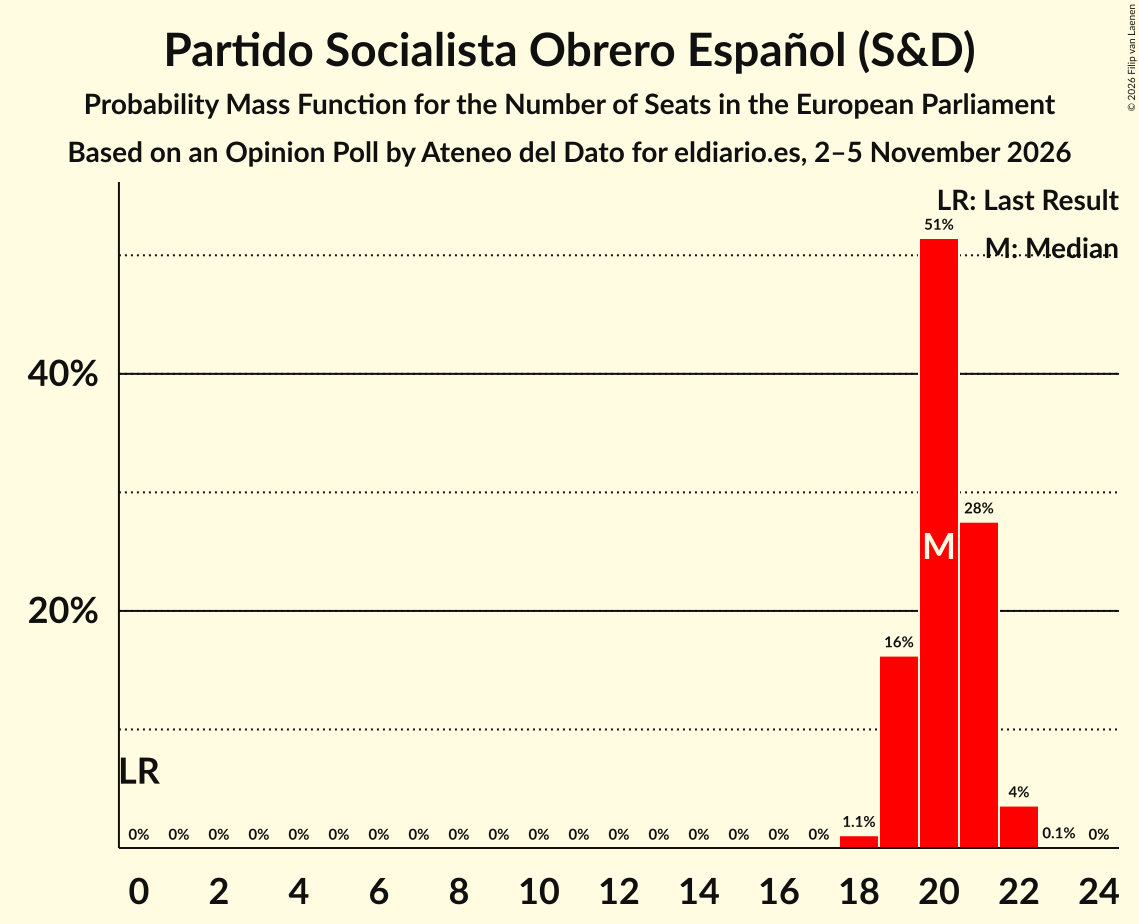 Partido Socialista Obrero Español (S&D)
Probability Mass Function for the Number of Seats in the European Parliament
Based on an Opinion Poll by Ateneo del Dato for eldiario.es, 2–5 November 2026
© 2026 Filip van Laenen
LR: Last Result
M: Median
51%
40%
28%
M
20%
16%
LR
4%
1.1%
0% 0% 0% 0% 0% 0% 0% 0% 0% 0% 0% 0% 0% 0% 0% 0% 0% 0% 0.1% 0%
0 2 4 6 8 10 12 14 16 18 20 22 24